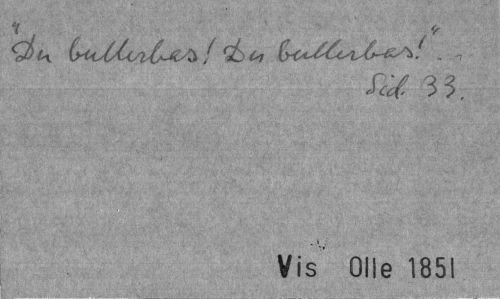 "Du bullerbas! Du bullerbas!"...
Sid. 33.
Vis Olle 1851